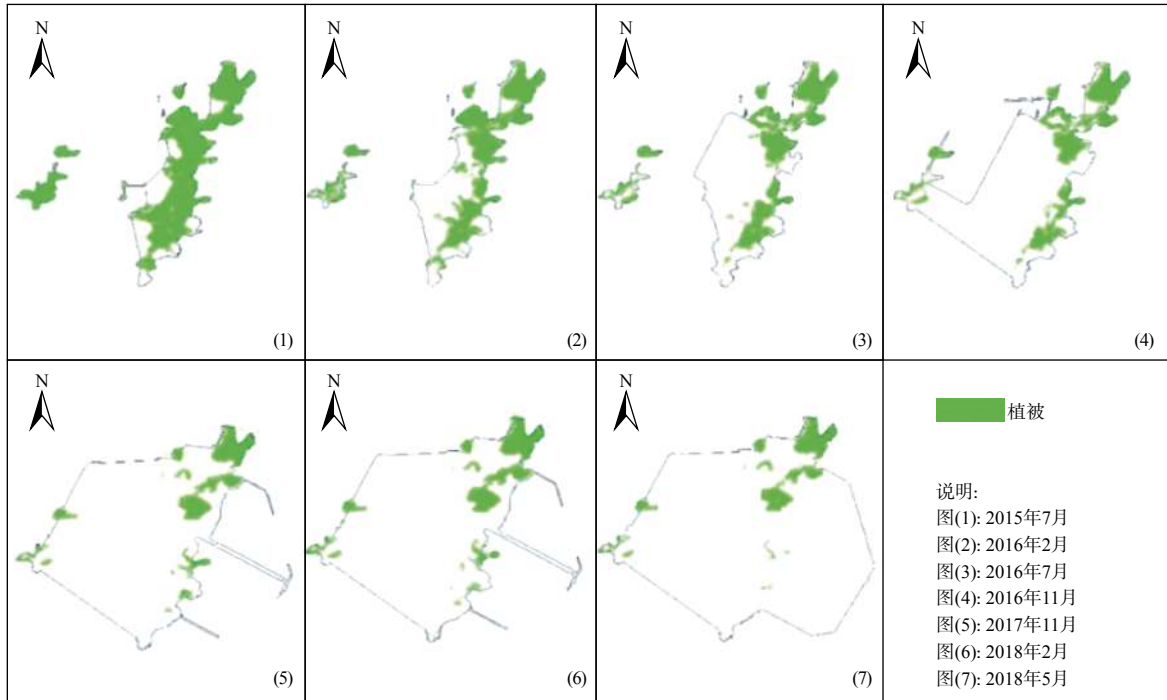 N
N
N
N
(1)
(2)
(3)
(4)
N
N
N
植被
说明:
图(1): 2015年7月
图(2): 2016年2月
图(3): 2016年7月
图(4): 2016年11月
图(5): 2017年11月
图(6): 2018年2月
图(7): 2018年5月
(5)
(6)
(7)